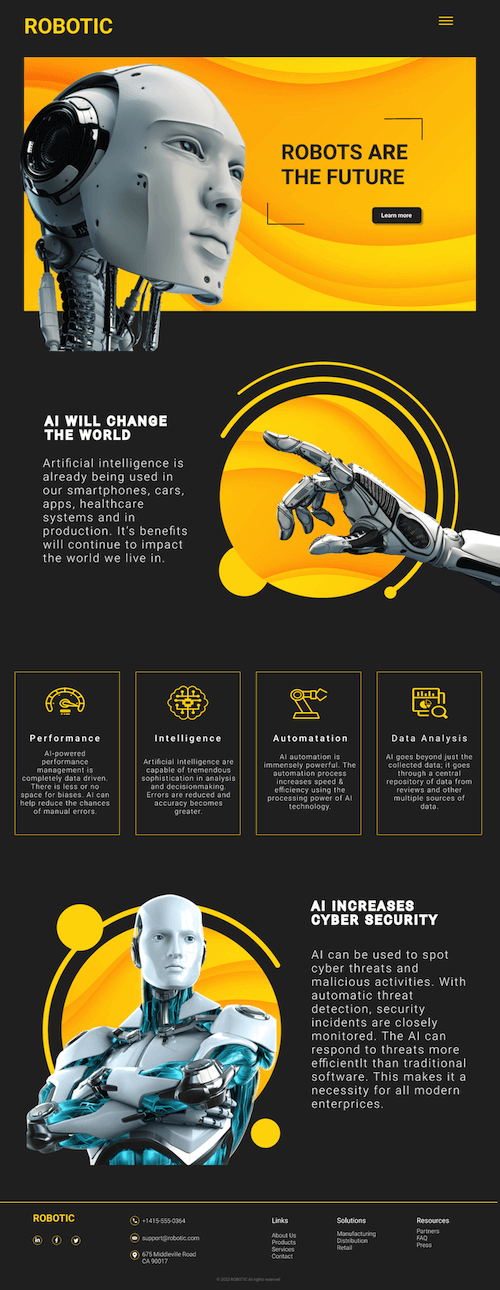 ROBOTIC
ROBOTS ARE
THE FUTURE
Learn more
AI WILL CHANGE
THE WORLD
Artificial intelligence is
already being used in
our smartphones, cars,
apps, healthcare
systems and in
production. It's benefits
will continue to impact
the world we live in.
Performance
AI-powered
performance
management is
completely data driven.
There is less or no
space for biases. AI can
help reduce the chances
of manual errors.
Intelligence
Artificial Intelligence are
capable of tremendous
sophistication in analysis
and decisionmaking.
Errors are reduced and
accuracy becomes
greater.
Automatation
AI automation is
immensely powerful. The
automation process
increases speed &
efficiency using the
processing power of AI
technology.
Data Analysis
AI goes beyond just the
collected data; it goes
through a central
repository of data from
reviews and other
multiple sources of
data.
AI INCREASES
CYBER SECURITY
AI can be used to spot
cyber threats and
malicious activities. With
automatic threat
detection, security
incidents are closely
monitored. The AI can
respond to threats more
efficientlt than traditional
software. This makes it a
necessity for all modern
enterprices.
ROBOTIC
+1415-555-0364
support@robotic.com
675 Middleville Road
CA 90017
Links
About Us
Products
Services
Contact
Solutions
Manufacturing
Distribution
Retail
Resources
Partners
FAQ
Press
© 2022 ROBOTIC All rights reserved